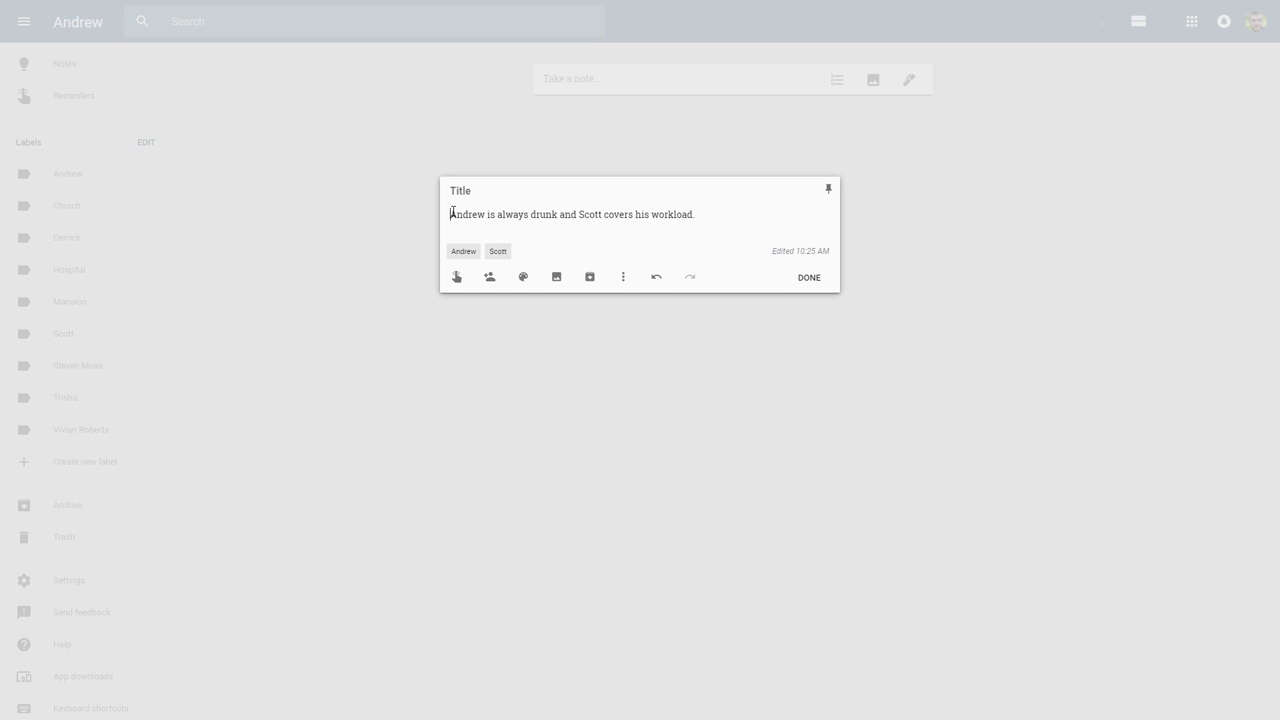 Andrew
Search
Notes
Reminders
Labels
EDIT
Andrew
Church
Derrick
Hospital
Mansion
Scott
Steven Moss
Trisha
Vivian Roberts
Create new label
Archive
Trash
Settings
Send feedback
Help
App downloads
Keyboard shortcuts
Take a note...
Title
Andrew is always drunk and Scott covers his workload.
Andrew
Scott
Edited 10:25 AM
DONE